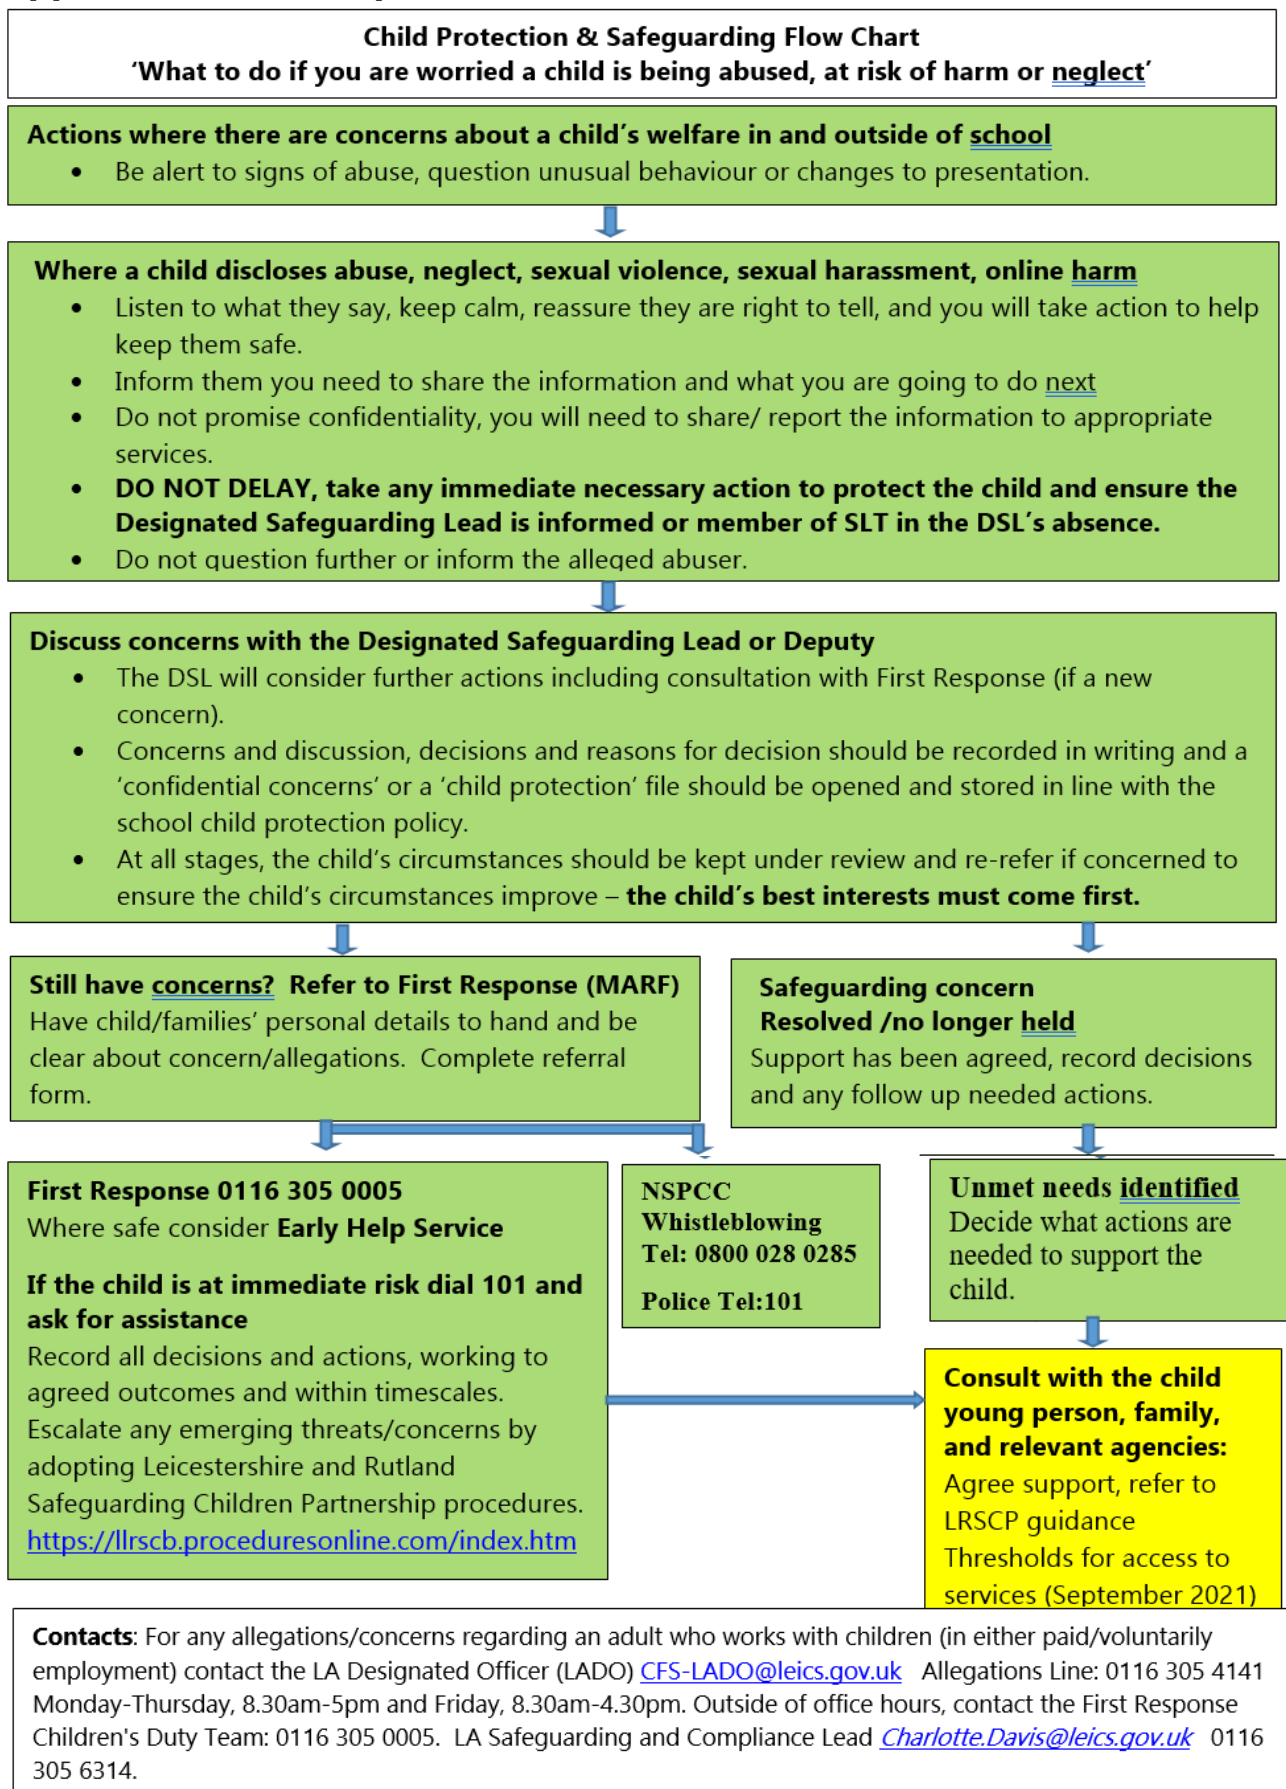 Child Protection & Safeguarding Flow Chart
‘What to do if you are worried a child is being abused, at risk of harm or neglect’
Actions where there are concerns about a child’s welfare in and outside of school
• Be alert to signs of abuse, question unusual behaviour or changes to presentation.
Where a child discloses abuse, neglect, sexual violence, sexual harassment, online harm
• Listen to what they say, keep calm, reassure they are right to tell, and you will take action to help
keep them safe.
• Inform them you need to share the information and what you are going to do next
• Do not promise confidentiality, you will need to share/ report the information to appropriate
services.
• DO NOT DELAY, take any immediate necessary action to protect the child and ensure the
Designated Safeguarding Lead is informed or member of SLT in the DSL’s absence.
• Do not question further or inform the alleged abuser.
Discuss concerns with the Designated Safeguarding Lead or Deputy
• The DSL will consider further actions including consultation with First Response (if a new
concern).
• Concerns and discussion, decisions and reasons for decision should be recorded in writing and a
‘confidential concerns’ or a ‘child protection’ file should be opened and stored in line with the
school child protection policy.
• At all stages, the child’s circumstances should be kept under review and re-refer if concerned to
ensure the child’s circumstances improve – the child’s best interests must come first.
Still have concerns? Refer to First Response (MARF)
Have child/families’ personal details to hand and be
clear about concern/allegations. Complete referral
form.
Safeguarding concern
Resolved /no longer held
Support has been agreed, record decisions
and any follow up needed actions.
First Response 0116 305 0005
Where safe consider Early Help Service
If the child is at immediate risk dial 101 and
ask for assistance
Record all decisions and actions, working to
agreed outcomes and within timescales.
Escalate any emerging threats/concerns by
adopting Leicestershire and Rutland
Safeguarding Children Partnership procedures.
https://llrscb.proceduresonline.com/index.htm
NSPCC
Whistleblowing
Tel: 0800 028 0285
Police Tel:101
Unmet needs identified
Decide what actions are
needed to support the
child.
Consult with the child
young person, family,
and relevant agencies:
Agree support, refer to
LRSCP guidance
Thresholds for access to
services (September 2021)
Contacts: For any allegations/concerns regarding an adult who works with children (in either paid/voluntarily
employment) contact the LA Designated Officer (LADO) CFS-LADO@leics.gov.uk Allegations Line: 0116 305 4141
Monday-Thursday, 8.30am-5pm and Friday, 8.30am-4.30pm. Outside of office hours, contact the First Response
Children's Duty Team: 0116 305 0005. LA Safeguarding and Compliance Lead Charlotte.Davis@leics.gov.uk 0116
305 6314.